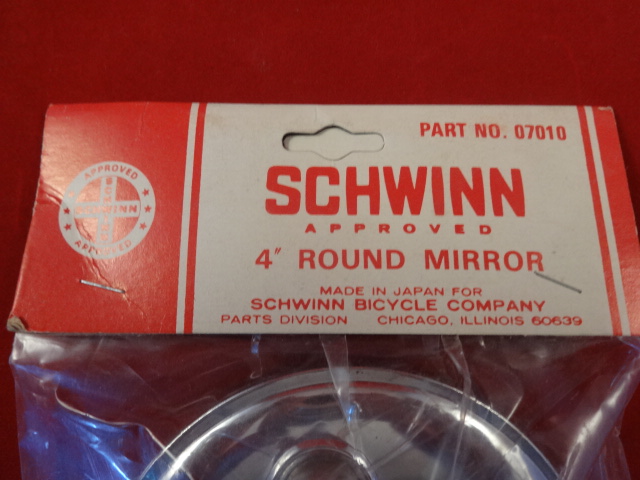 PART NO. 07010
APPROVED
SCHWINN
APPROVED
SCHWINN
APPROVED
4" ROUND MIRROR
MADE IN JAPAN FOR
SCHWINN BICYCLE COMPANY
PARTS DIVISION CHICAGO, ILLINOIS 60639